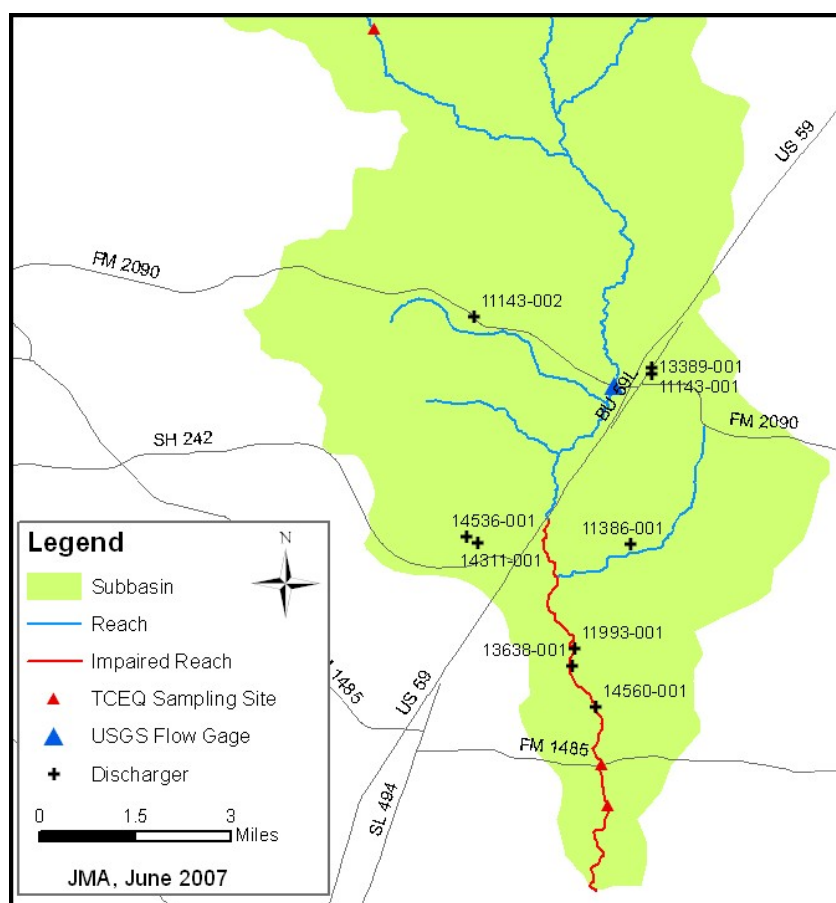 US 59
FM 2090
11143-002
13389-001
11143-001
BU 59L
FM 2090
SH 242
14536-001
14311-001
11386-001
11993-001
13638-001
14560-001
US 59
FM 1485
SL 494
Legend
N
Subbasin
Reach
Impaired Reach
TCEQ Sampling Site
USGS Flow Gage
Discharger
0 1.5 3
Miles
JMA, June 2007